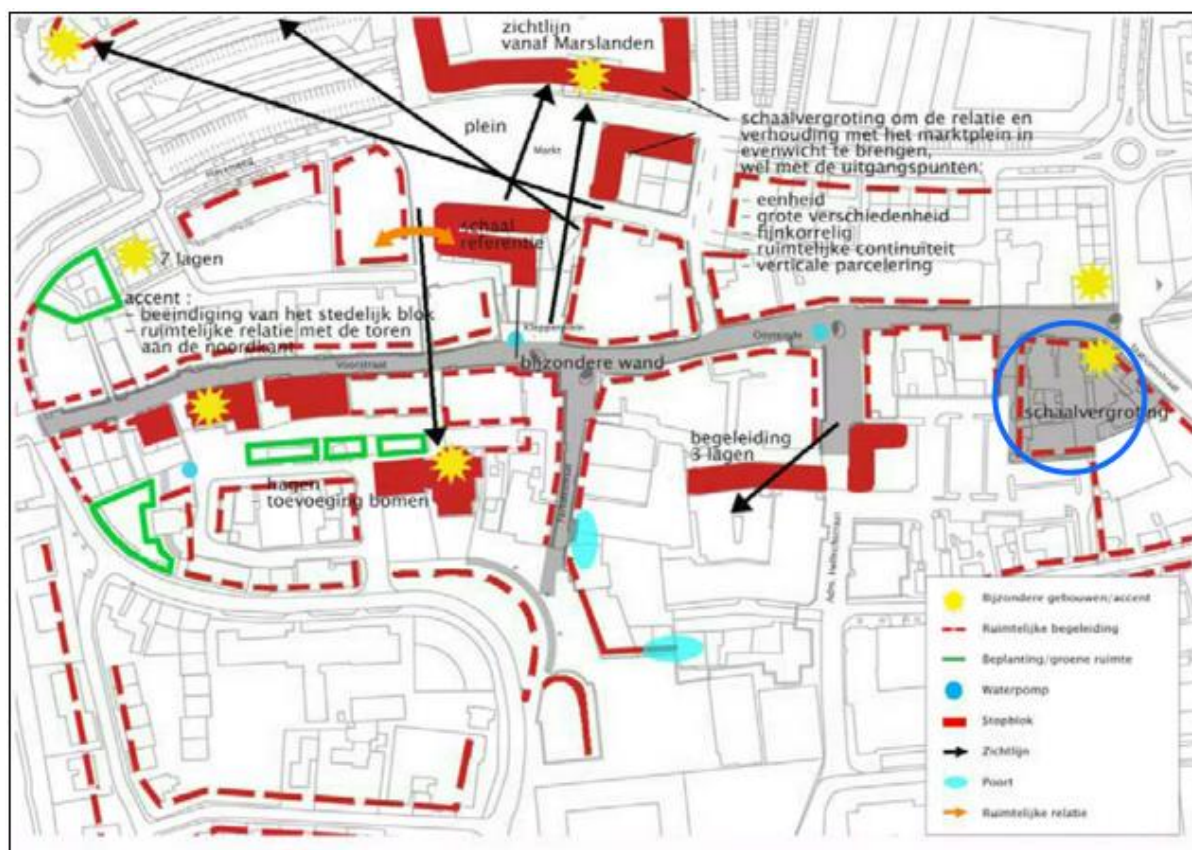 zichtlijn
vanaf Marslanden
schaalvergroting om de relatie en
verhouding met het marktplein in
evenwicht te brengen,
wel met de uitgangspunten:
- eenheid
- grote verschiedenheid
- fijnkorrelig
- ruimtelijke continuiteit
- verticale parcelering
plein
Markt
schaal
referentie
7 lagen
accent :
- beeindiging van het stedelijk blok
- ruimtelijke relatie met de toren
aan de noordkant
Voorstraat
bijzondere wand
schaalvergroting
Stationsstraat
begeleiding
3 lagen
hagen
- toevoeging bomen
Bijzondere gebouwen/accent
Ruimtelijke begeleiding
Beplanting/groene ruimte
Waterpomp
Stopblok
Zichtlijn
Poort
Ruimtelijke relatie